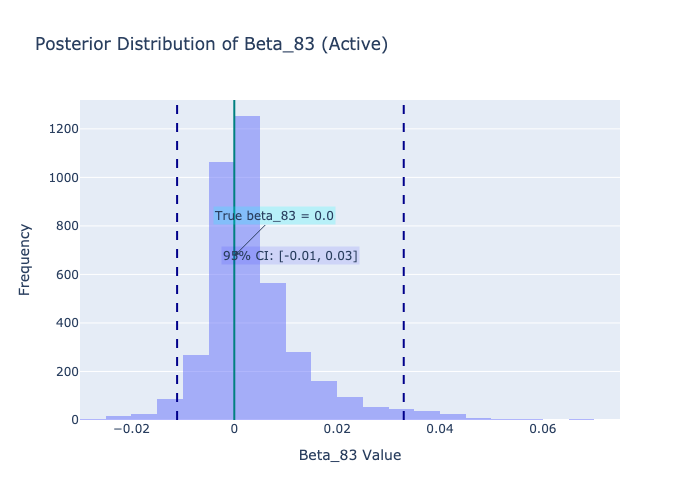 Posterior Distribution of Beta_83 (Active)
1200
1000
800
600
400
200
0
Frequency
True beta_83 = 0.0
95% CI: [-0.01, 0.03]
−0.02
0
0.02
0.04
0.06
Beta_83 Value